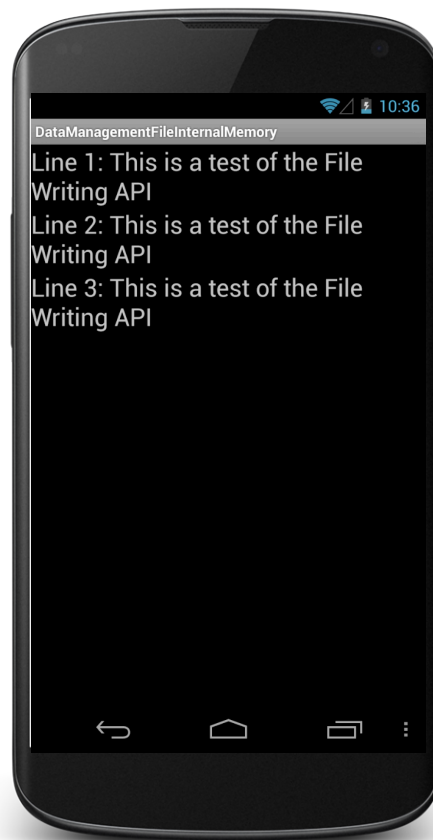 10:36
DataManagementFileInternalMemory
Line 1: This is a test of the File
Writing API
Line 2: This is a test of the File
Writing API
Line 3: This is a test of the File
Writing API